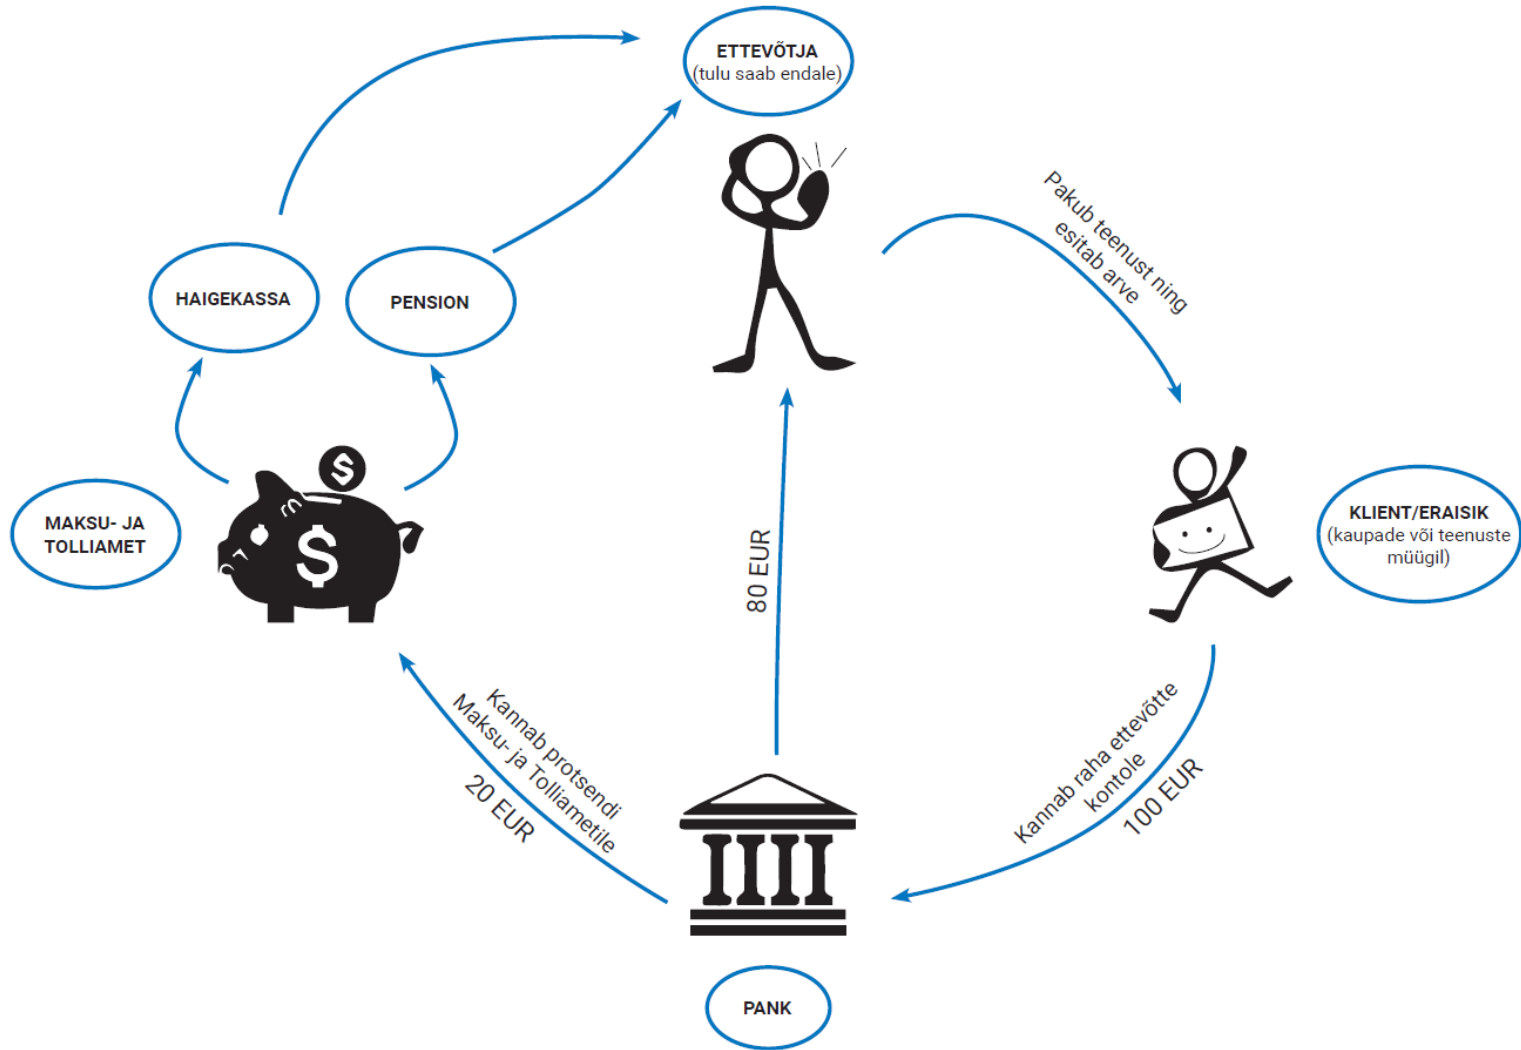 ETTEVÕTJA
(tulu saab endale)
Pakub teenust ning
esitab arve
HAIGEKASSA
PENSION
MAKSU- JA
TOLLIAMET
$
$
KLIENT/ERAISIK
(kaupade või teenuste
müügil)
80 EUR
Kannab protsendi
Maksu- ja Tolliametile
20 EUR
Kannab raha ettevõtte
kontole
100 EUR
PANK